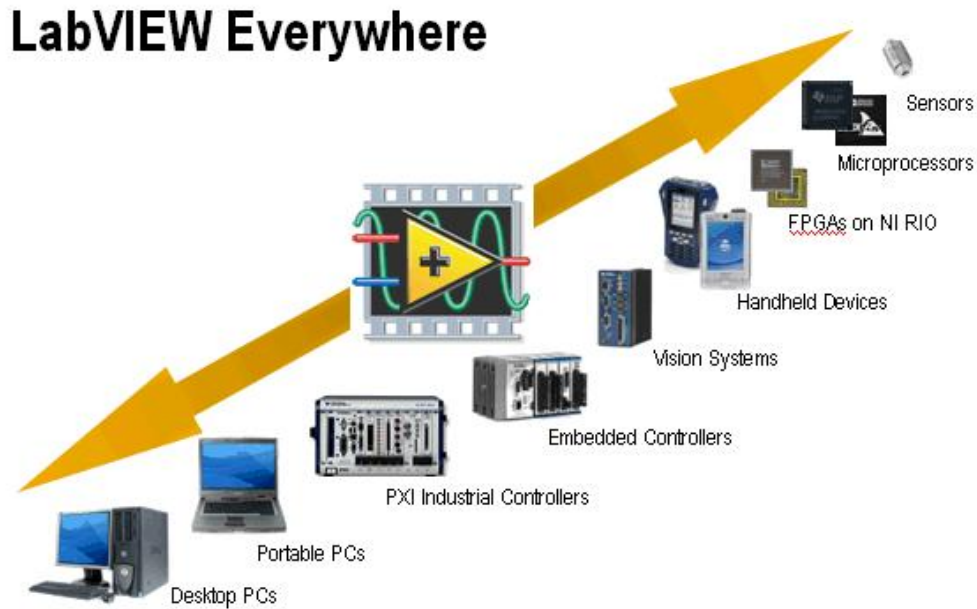 LabVIEW Everywhere
Sensors
Microprocessors
FPGAs on NI RIO
Handheld Devices
Vision Systems
Embedded Controllers
PXI Industrial Controllers
Portable PCs
Desktop PCs